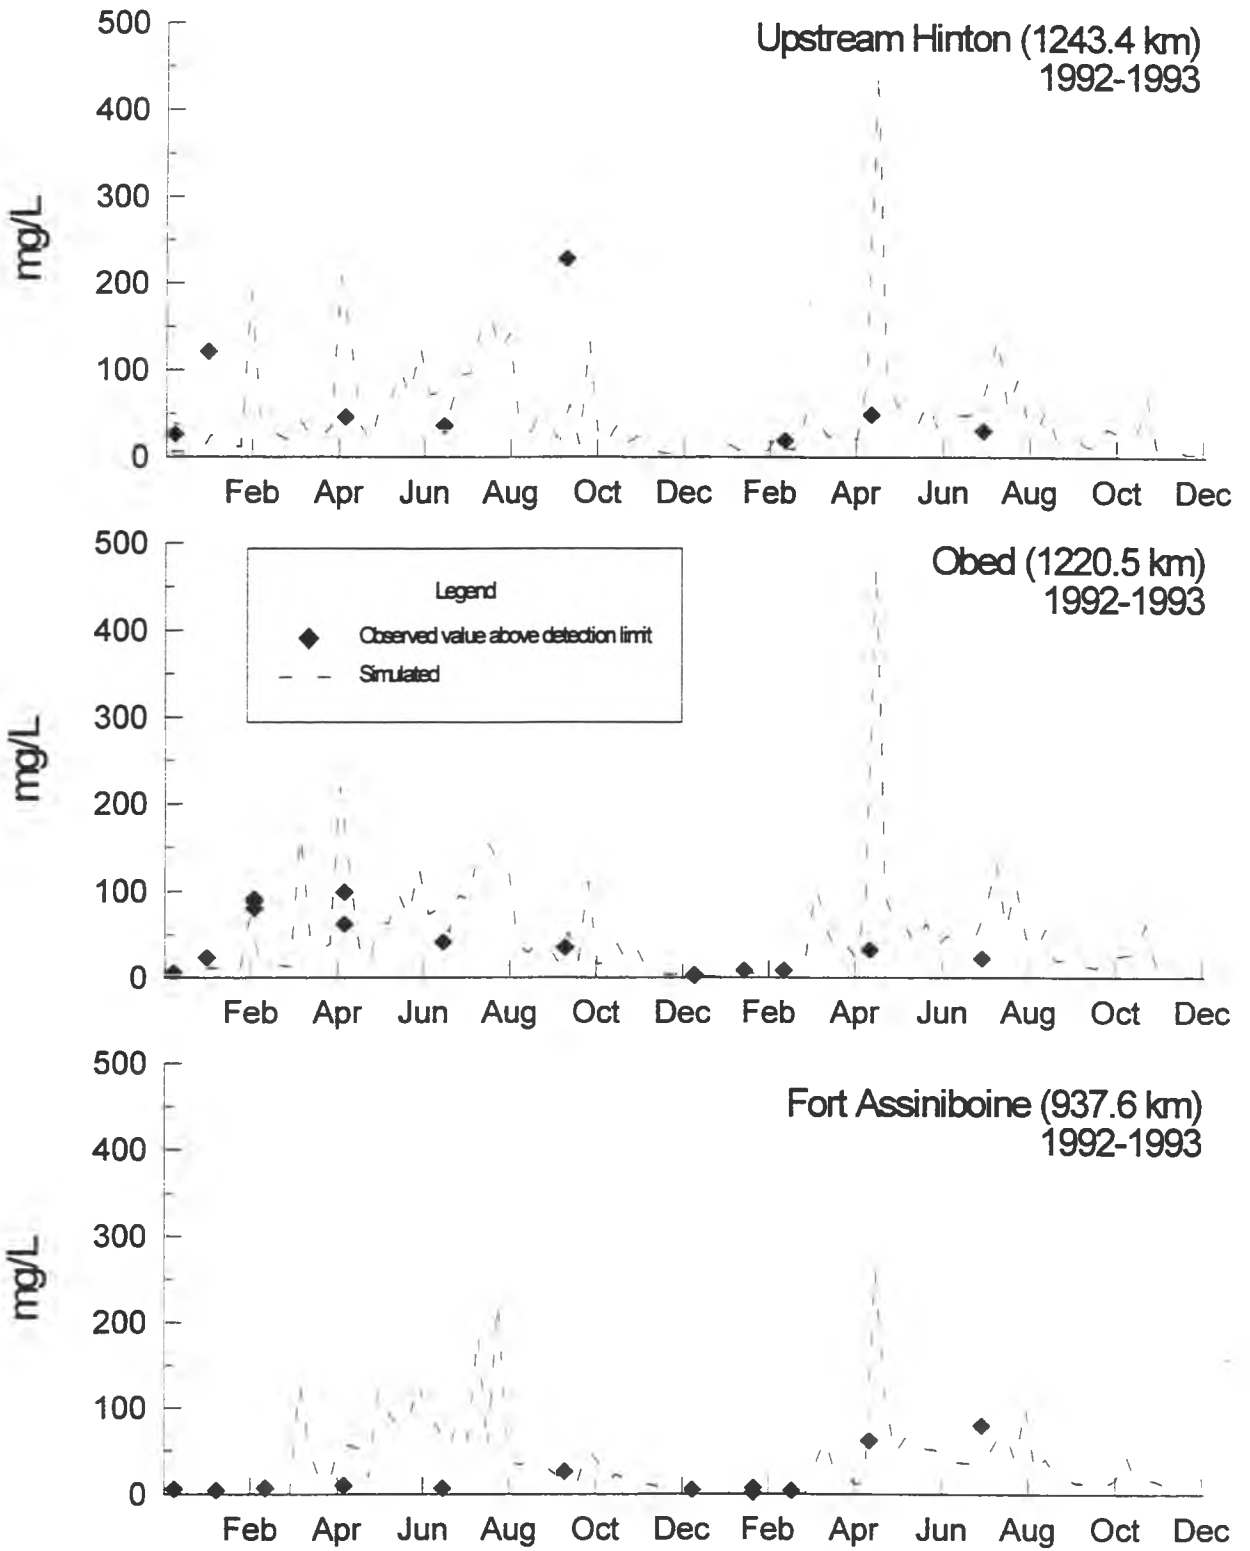 Upstream Hinton (1243.4 km)
1992-1993
500
400
300
200
100
0
mg/L
Feb Apr Jun Aug Oct Dec Feb Apr Jun Aug Oct Dec
Obed (1220.5 km)
1992-1993
Legend
Observed value above detection limit
Simulated
500
400
300
200
100
0
mg/L
Feb Apr Jun Aug Oct Dec Feb Apr Jun Aug Oct Dec
Fort Assiniboine (937.6 km)
1992-1993
500
400
300
200
100
0
mg/L
Feb Apr Jun Aug Oct Dec Feb Apr Jun Aug Oct Dec